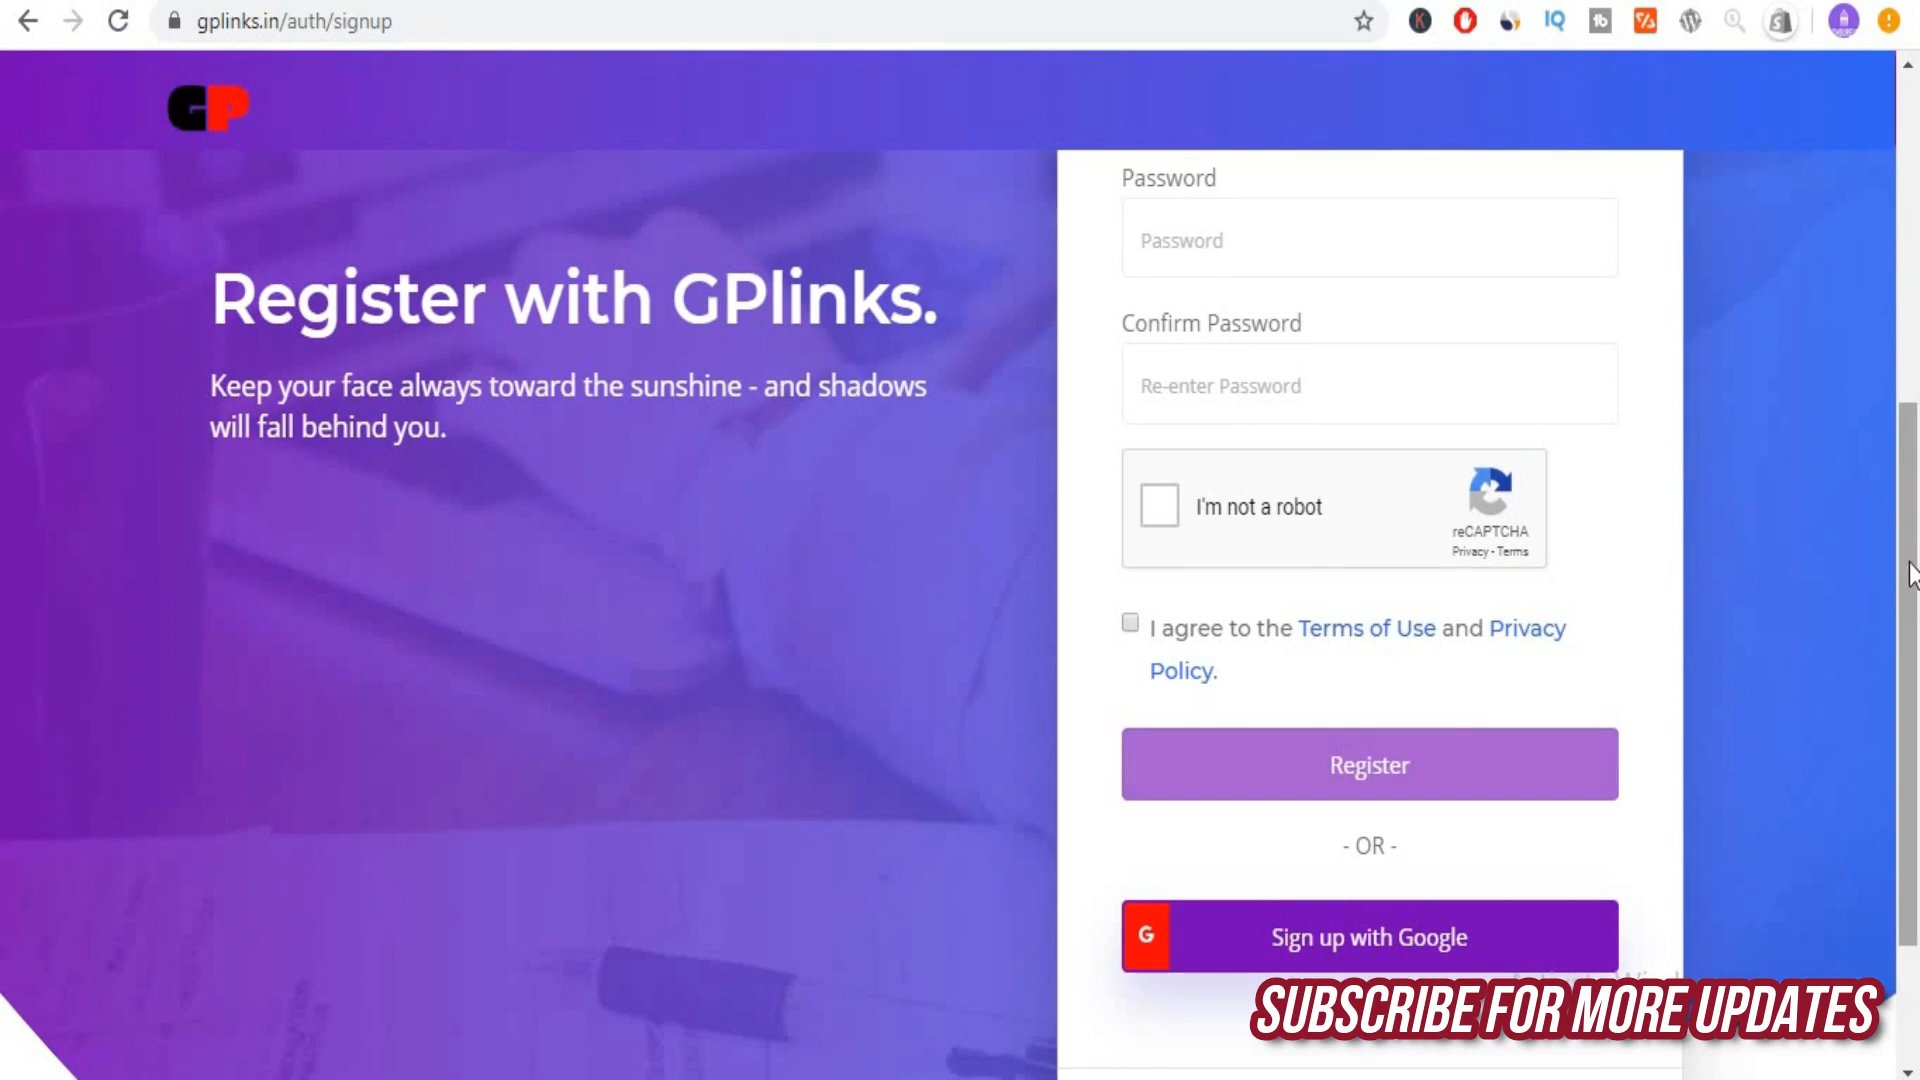 gplinks.in/auth/signup
GP
Password
Password
Register with GPlinks.
Confirm Password
Keep your face always toward the sunshine - and shadows
will fall behind you.
Re-enter Password
I'm not a robot
reCAPTCHA
Privacy - Terms
I agree to the Terms of Use and Privacy
Policy.
Register
- OR -
G
Sign up with Google
SUBSCRIBE FOR MORE UPDATES